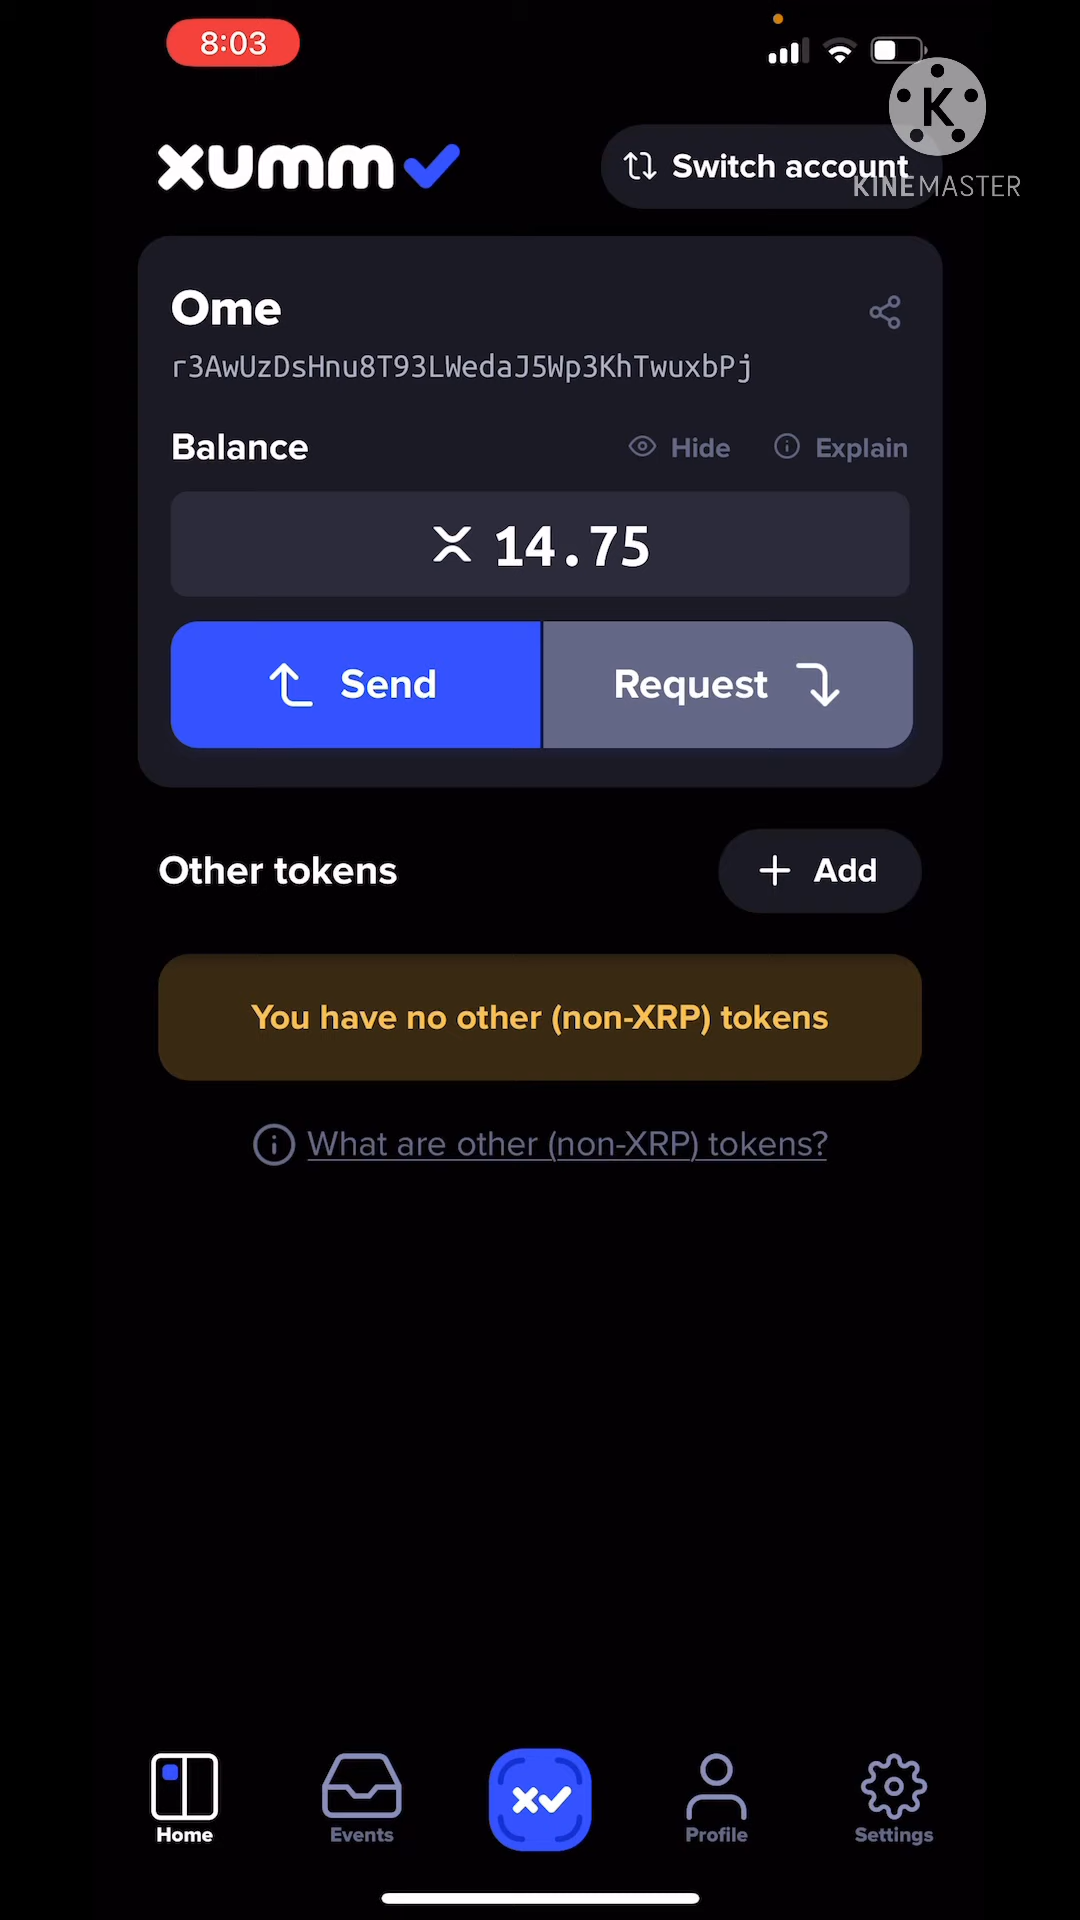 8:03
K
KINEMASTER
xumm
Switch account
Ome
r3AwUzDsHnu8T93LWedaJ5Wp3KhTwuxbPj
Balance
Hide
Explain
14.75
Send
Request
Other tokens
+ Add
You have no other (non-XRP) tokens
What are other (non-XRP) tokens?
Home
Events
Profile
Settings